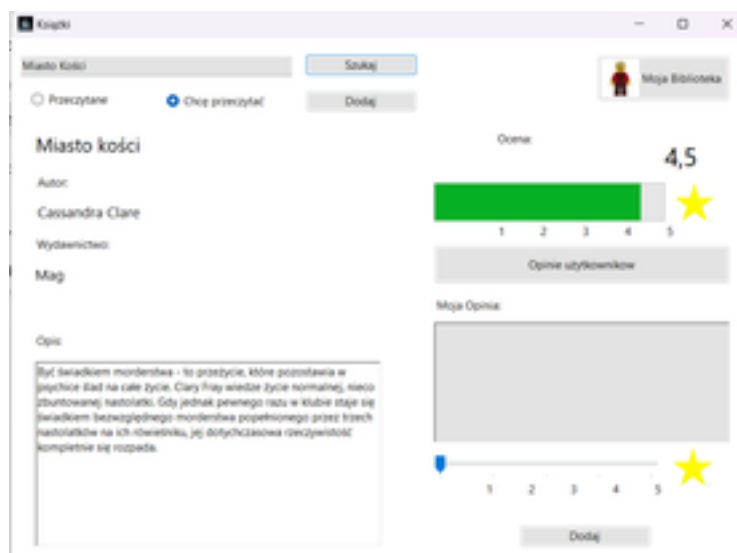 Książki
Miasto Kości
Szukaj
Moja Biblioteka
Przeczytane
Chcę przeczytać
Dodaj
Miasto kości
Ocena:
4,5
Autor:
Cassandra Clare
1 2 3 4 5
Wydawnictwo:
Opinie użytkownikow
Mag
Moja Opinia:
Opis:
Być świadkiem morderstwa - to przeżycie, które pozostawia w
psychice ślad na całe życie. Clary Fray wiedzie życie normalnej, nieco
zbuntowanej nastolatki. Gdy jednak pewnego razu w klubie staje się
świadkiem bezwzględnego morderstwa popełnionego przez trzech
nastolatków na ich rówieśniku, jej dotychczasowa rzeczywistość
kompletnie się rozpada.
1 2 3 4 5
Dodaj